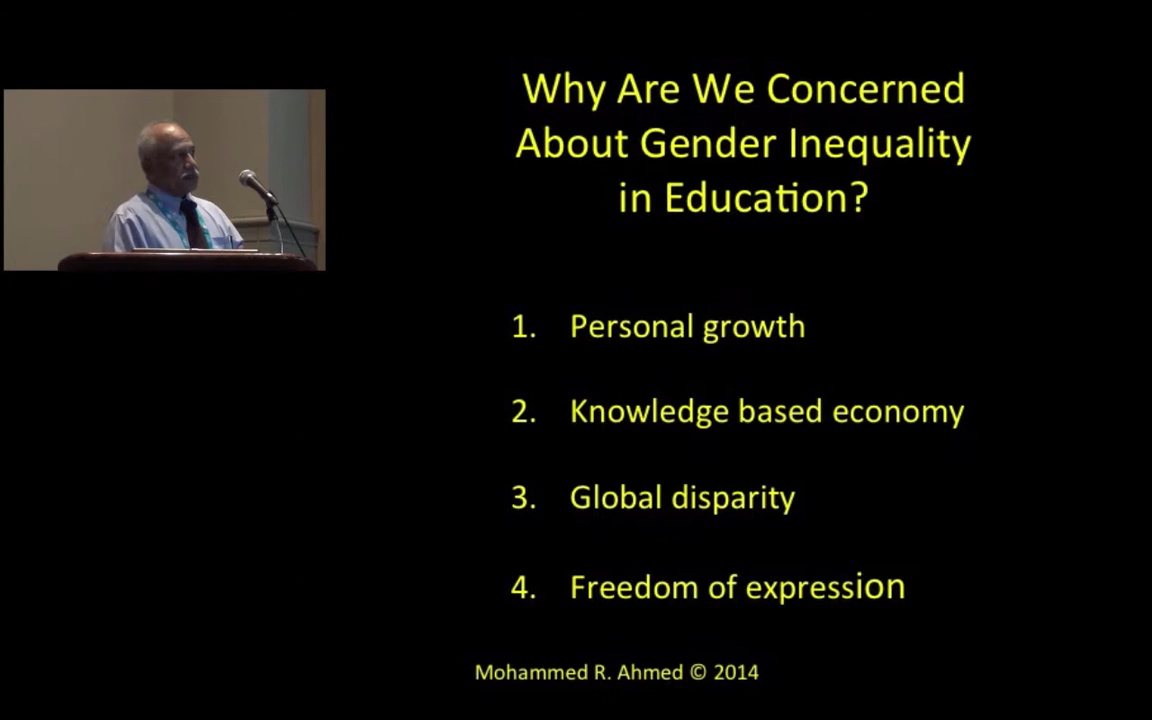 Why Are We Concerned
About Gender Inequality
in Education?
1. Personal growth
2. Knowledge based economy
3. Global disparity
4. Freedom of expression
Mohammed R. Ahmed © 2014